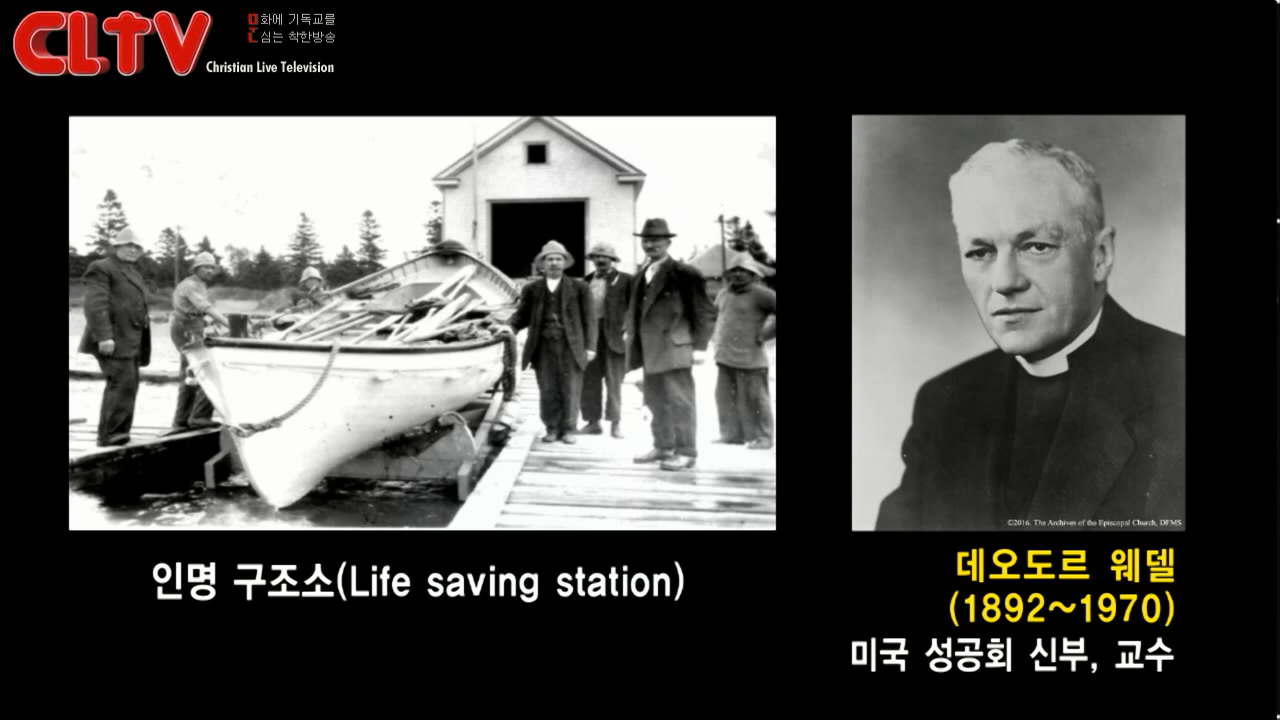 CLTV
문화에 기독교를
심는 착한방송
Christian Live Television
©2016. The Archives of the Episcopal Church, DFMS
인명 구조소(Life saving station)
데오도르 웨델
(1892~1970)
미국 성공회 신부, 교수